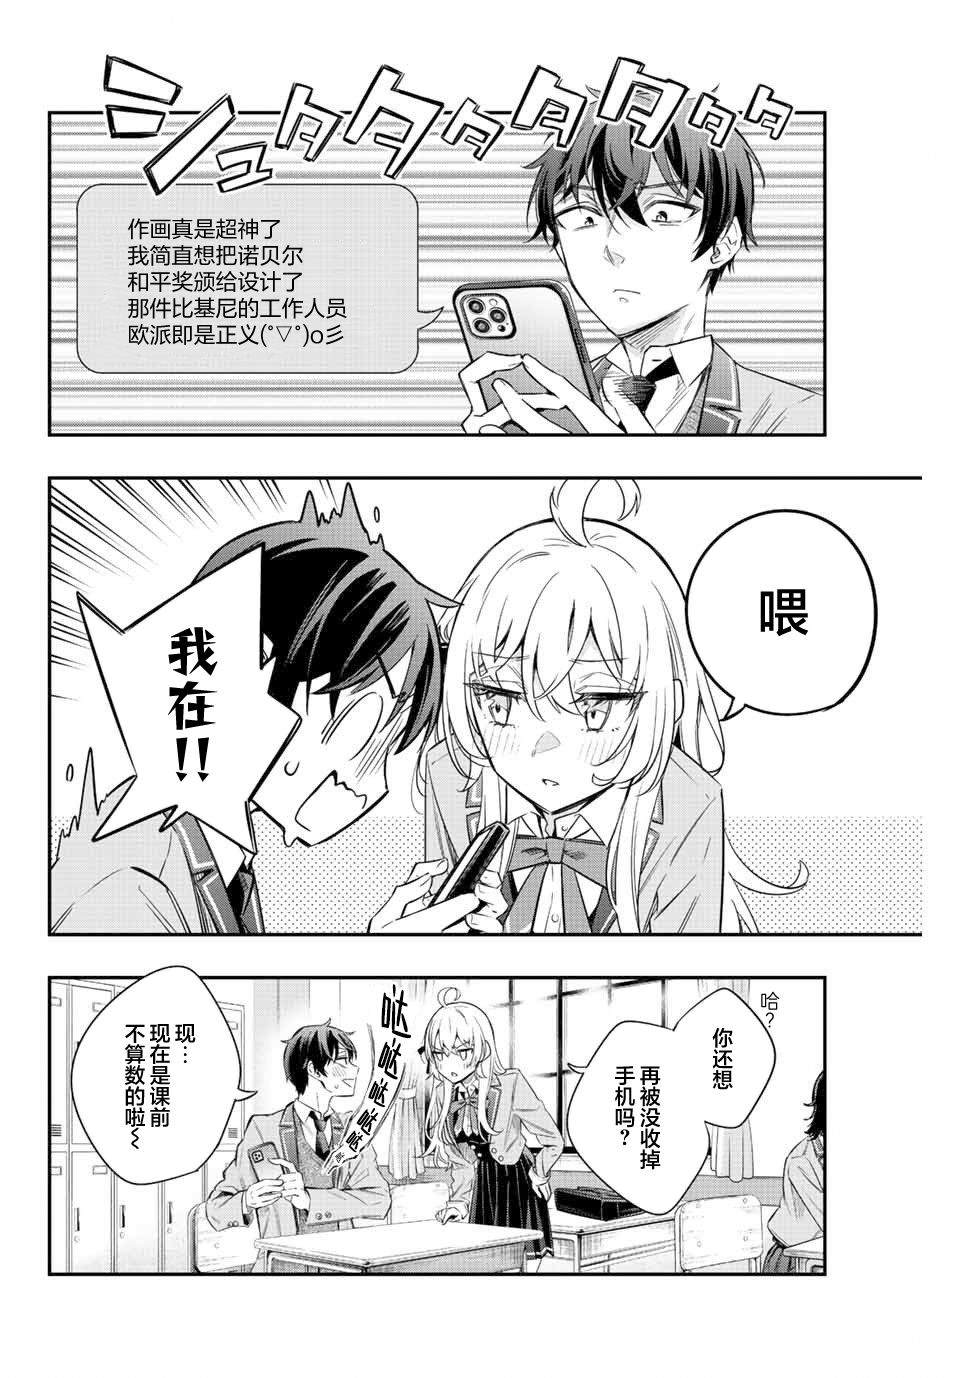 シュタタタタタタタ
作画真是超神了
我简直想把诺贝尔
和平奖颁给设计了
那件比基尼的工作人员
欧派即是正义(°▽°)o彡
喂
我在!!
哈?
你还想
再被没收掉
手机吗?
哒哒哒哒哒
现…
现在是课前
不算数的啦~